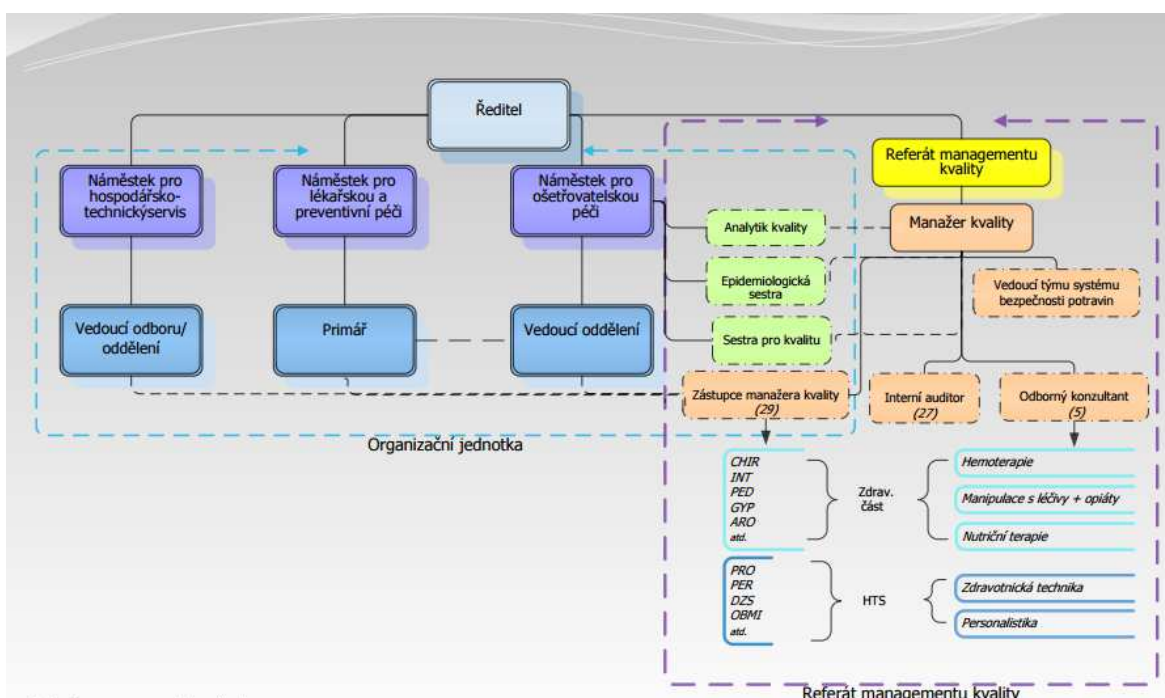 Ředitel
Referát managementu
kvality
Náměstek pro
hospodářsko-
technickýservis
Náměstek pro
lékařskou a
preventivní péči
Náměstek pro
ošetřovatelskou
péči
Analytik kvality
Manažer kvality
Epidemiologická
sestra
Vedoucí týmu systému
bezpečnosti potravin
Vedoucí odboru/
oddělení
Primář
Vedoucí oddělení
Sestra pro kvalitu
Zástupce manažera kvality
(29)
Interní auditor
(27)
Odborný konzultant
(5)
Organizační jednotka
CHIR
INT
PED
GYP
ARO
atd.
Zdrav.
část
Hemoterapie
Manipulace s léčivy + opiáty
Nutriční terapie
PRO
PER
DZS
OBMI
atd.
HTS
Zdravotnická technika
Personalistika
Referát managementu kvality